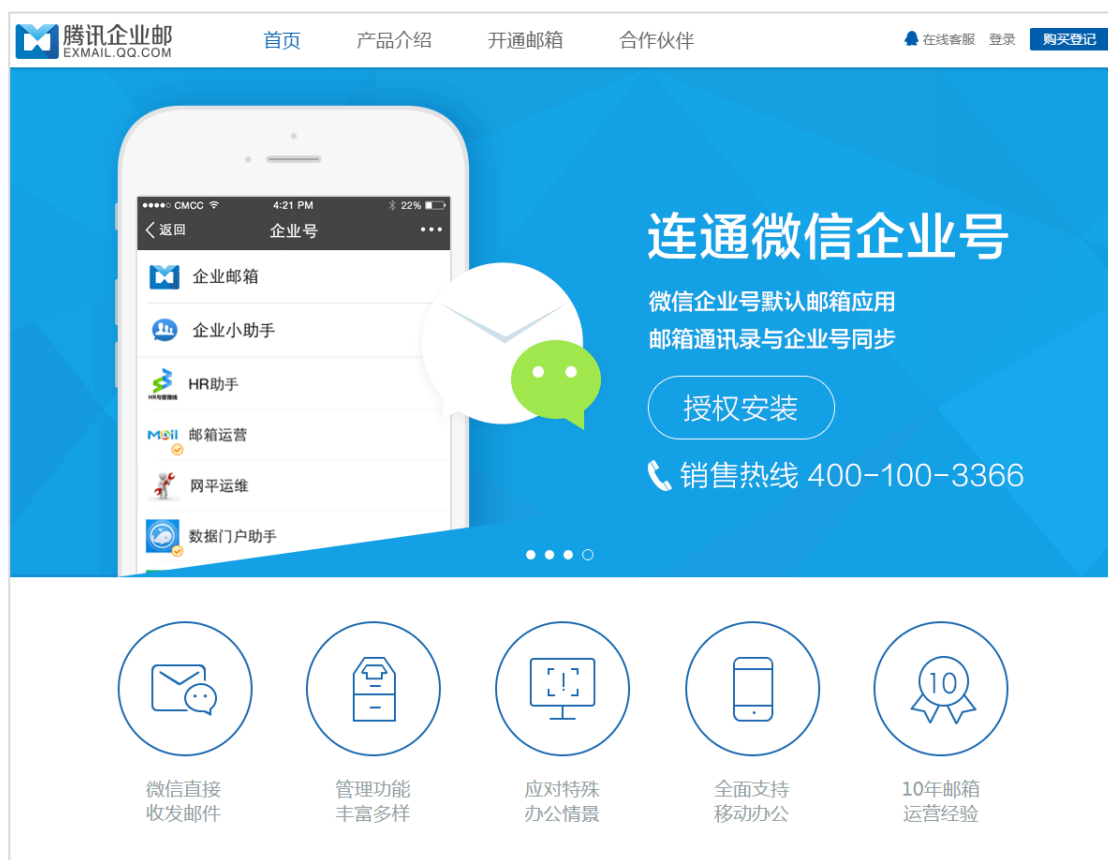 腾讯企业邮
EXMAIL.QQ.COM
首页 产品介绍 开通邮箱 合作伙伴 在线客服 登录 购买登记
CMCC 4:21 PM 22%
返回 企业号
企业邮箱
企业小助手
HR助手
HR与管理线
Mail 邮箱运营
网平运维
数据门户助手
连通微信企业号
微信企业号默认邮箱应用
邮箱通讯录与企业号同步
授权安装
销售热线 400-100-3366
10
微信直接
收发邮件
管理功能
丰富多样
应对特殊
办公情景
全面支持
移动办公
10年邮箱
运营经验